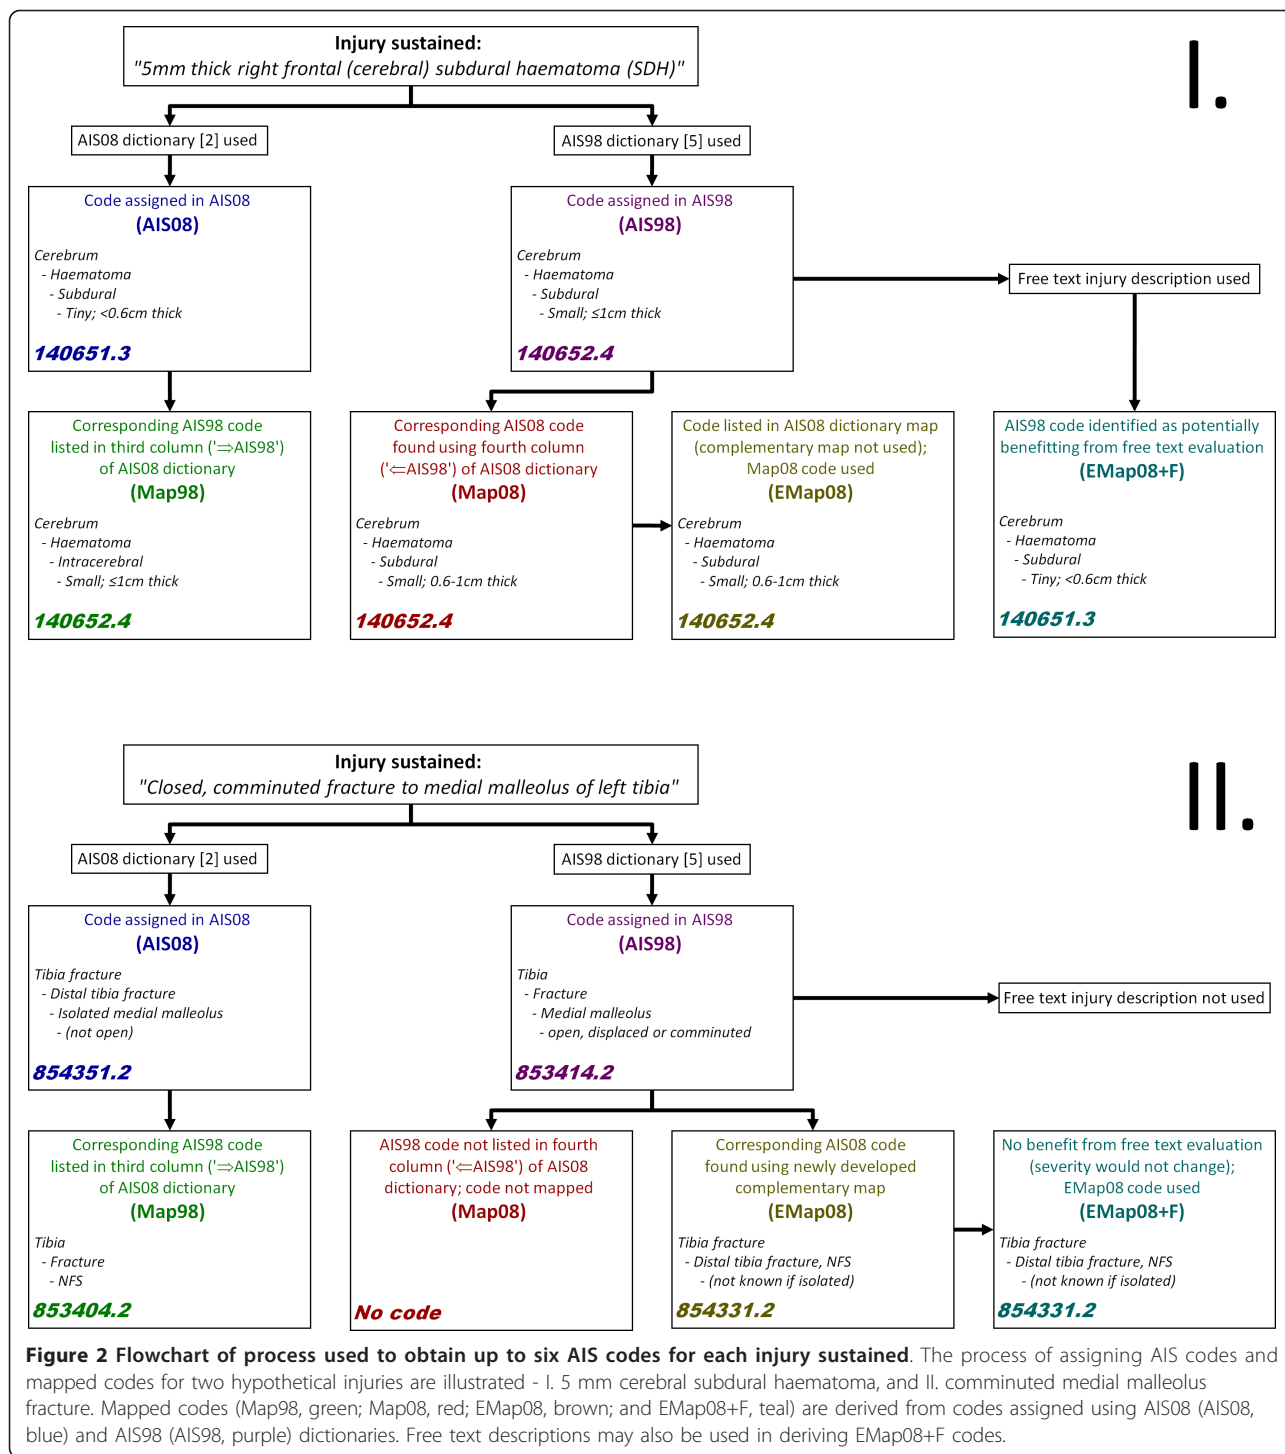 Injury sustained:
"5mm thick right frontal (cerebral) subdural haematoma (SDH)"
I.
AIS08 dictionary [2] used
AIS98 dictionary [5] used
Code assigned in AIS08
(AIS08)
Cerebrum
- Haematoma
- Subdural
- Tiny; <0.6cm thick
140651.3
Code assigned in AIS98
(AIS98)
Cerebrum
- Haematoma
- Subdural
- Small; ≤1cm thick
140652.4
Free text injury description used
Corresponding AIS98 code
listed in third column ('⇒AIS98')
of AIS08 dictionary
(Map98)
Cerebrum
- Haematoma
- Intracerebral
- Small; ≤1cm thick
140652.4
Corresponding AIS08 code
found using fourth column
('⇐AIS98') of AIS08 dictionary
(Map08)
Cerebrum
- Haematoma
- Subdural
- Small; 0.6-1cm thick
140652.4
Code listed in AIS08 dictionary map
(complementary map not used);
Map08 code used
(EMap08)
Cerebrum
- Haematoma
- Subdural
- Small; 0.6-1cm thick
140652.4
AIS98 code identified as potentially
benefitting from free text evaluation
(EMap08+F)
Cerebrum
- Haematoma
- Subdural
- Tiny; <0.6cm thick
140651.3
Injury sustained:
"Closed, comminuted fracture to medial malleolus of left tibia"
II.
AIS08 dictionary [2] used
AIS98 dictionary [5] used
Code assigned in AIS08
(AIS08)
Tibia fracture
- Distal tibia fracture
- Isolated medial malleolus
- (not open)
854351.2
Code assigned in AIS98
(AIS98)
Tibia
- Fracture
- Medial malleolus
- open, displaced or comminuted
853414.2
Free text injury description not used
Corresponding AIS98 code
listed in third column ('⇒AIS98')
of AIS08 dictionary
(Map98)
Tibia
- Fracture
- NFS
853404.2
AIS98 code not listed in fourth
column ('⇐AIS98') of AIS08
dictionary; code not mapped
(Map08)
No code
Corresponding AIS08 code
found using newly developed
complementary map
(EMap08)
Tibia fracture
- Distal tibia fracture, NFS
- (not known if isolated)
854331.2
No benefit from free text evaluation
(severity would not change);
EMap08 code used
(EMap08+F)
Tibia fracture
- Distal tibia fracture, NFS
- (not known if isolated)
854331.2
Figure 2 Flowchart of process used to obtain up to six AIS codes for each injury sustained. The process of assigning AIS codes and
mapped codes for two hypothetical injuries are illustrated - I. 5 mm cerebral subdural haematoma, and II. comminuted medial malleolus
fracture. Mapped codes (Map98, green; Map08, red; EMap08, brown; and EMap08+F, teal) are derived from codes assigned using AIS08 (AIS08,
blue) and AIS98 (AIS98, purple) dictionaries. Free text descriptions may also be used in deriving EMap08+F codes.